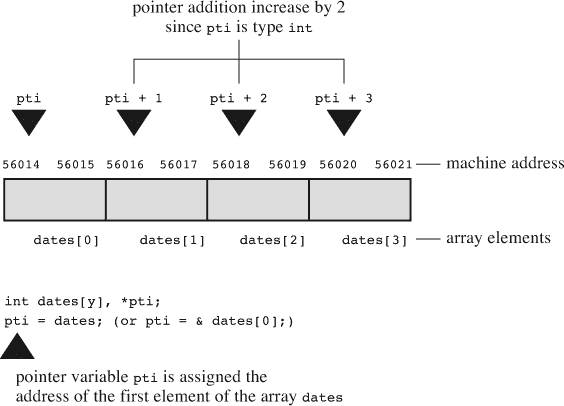 pointer addition increase by 2
since pti is type int
pti pti + 1 pti + 2 pti + 3
56014 56015 56016 56017 56018 56019 56020 56021 machine address
dates[0] dates[1] dates[2] dates[3] array elements
int dates[y], *pti;
pti = dates; (or pti = & dates[0];)
pointer variable pti is assigned the
address of the first element of the array dates